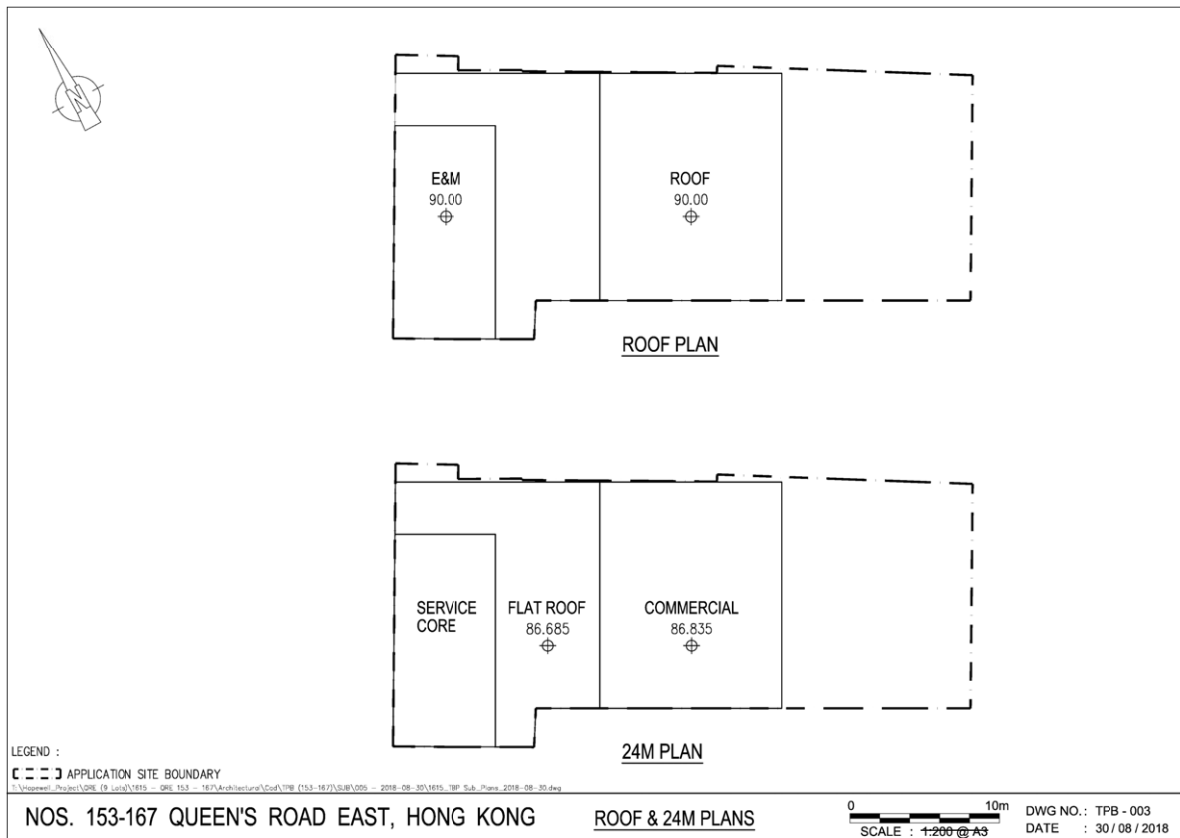 N
E&M
90.00
ROOF
90.00
ROOF PLAN
SERVICE
CORE
FLAT ROOF
86.685
COMMERCIAL
86.835
24M PLAN
LEGEND :
APPLICATION SITE BOUNDARY
NOS. 153-167 QUEEN'S ROAD EAST, HONG KONG
ROOF & 24M PLANS
0 10m
SCALE : 1:200 @ A3
DWG NO. : TPB - 003
DATE : 30 / 08 / 2018